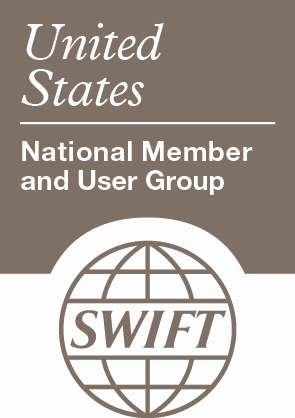 United
States
National Member
and User Group
SWIFT